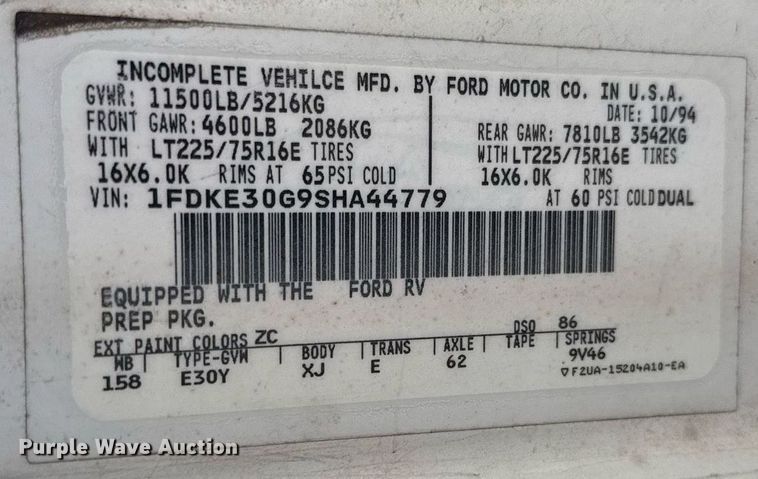 INCOMPLETE VEHILCE MFD. BY FORD MOTOR CO. IN U.S.A.
GVWR: 11500LB/5216KG DATE: 10/94
FRONT GAWR: 4600LB 2086KG REAR GAWR: 7810LB 3542KG
WITH LT225/75R16E TIRES WITH LT225/75R16E TIRES
16X6.0K RIMS AT 65 PSI COLD 16X6.0K RIMS
VIN: 1FDKE30G9SHA44779 AT 60 PSI COLD DUAL
EQUIPPED WITH THE FORD RV
PREP PKG.
EXT PAINT COLORS ZC DSO 86
WB TYPE-GVW BODY TRANS AXLE TAPE SPRINGS
158 E30Y XJ E 62 9V46
▽ F2UA-15204A10-EA
Purple Wave Auction